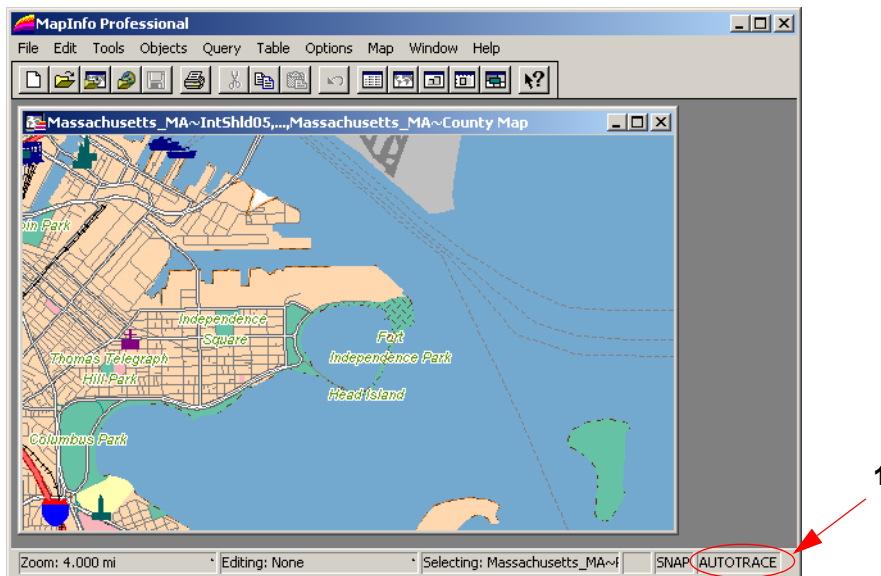 MapInfo Professional
File Edit Tools Objects Query Table Options Map Window Help
Massachusetts_MA~IntShld05,...,Massachusetts_MA~County Map
Park
Independence
Square
Fort
Independence Park
Thomas Telegraph
Hill Park
Head Island
Columbus Park
1
Zoom: 4.000 mi
Editing: None
Selecting: Massachusetts_MA~
SNAP
AUTOTRACE